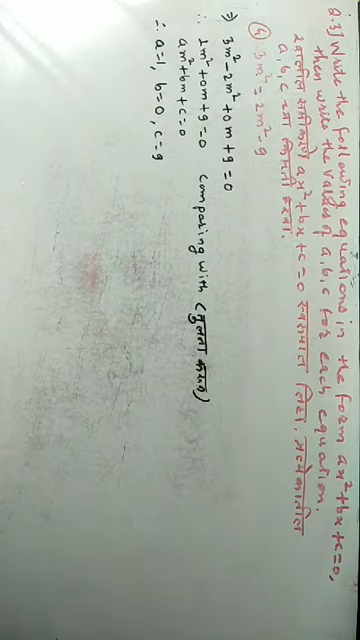 Q.3] Write the following equations in the form ax²+bx+c=0,
then write the values of a,b,c for each equation.
खालील समीकरणे ax²+bx+c=0 स्वरूपात लिहा. प्रत्येकातील
a,b,c च्या किमती ठरवा.
3m² = 2m² - 9
⇒ 3m² - 2m² + 0m + 9 = 0
∴ 1m² + 0m + 9 = 0 Comparing with (तुलना करून)
am² + bm + c = 0
∴ a=1, b=0, c=9